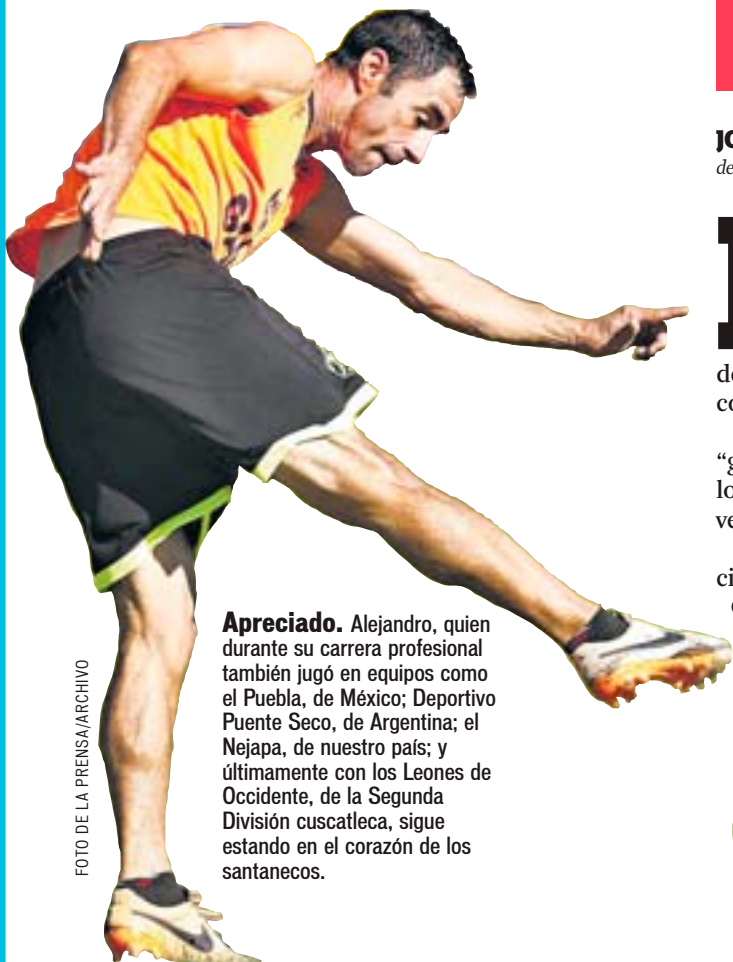 Apreciado. Alejandro, quien
durante su carrera profesional
también jugó en equipos como
el Puebla, de México; Deportivo
Puente Seco, de Argentina; el
Nejapa, de nuestro país; y
últimamente con los Leones de
Occidente, de la Segunda
División cuscatleca, sigue
estando en el corazón de los
santanecos.
FOTO DE LA PRENSA/ARCHIVO